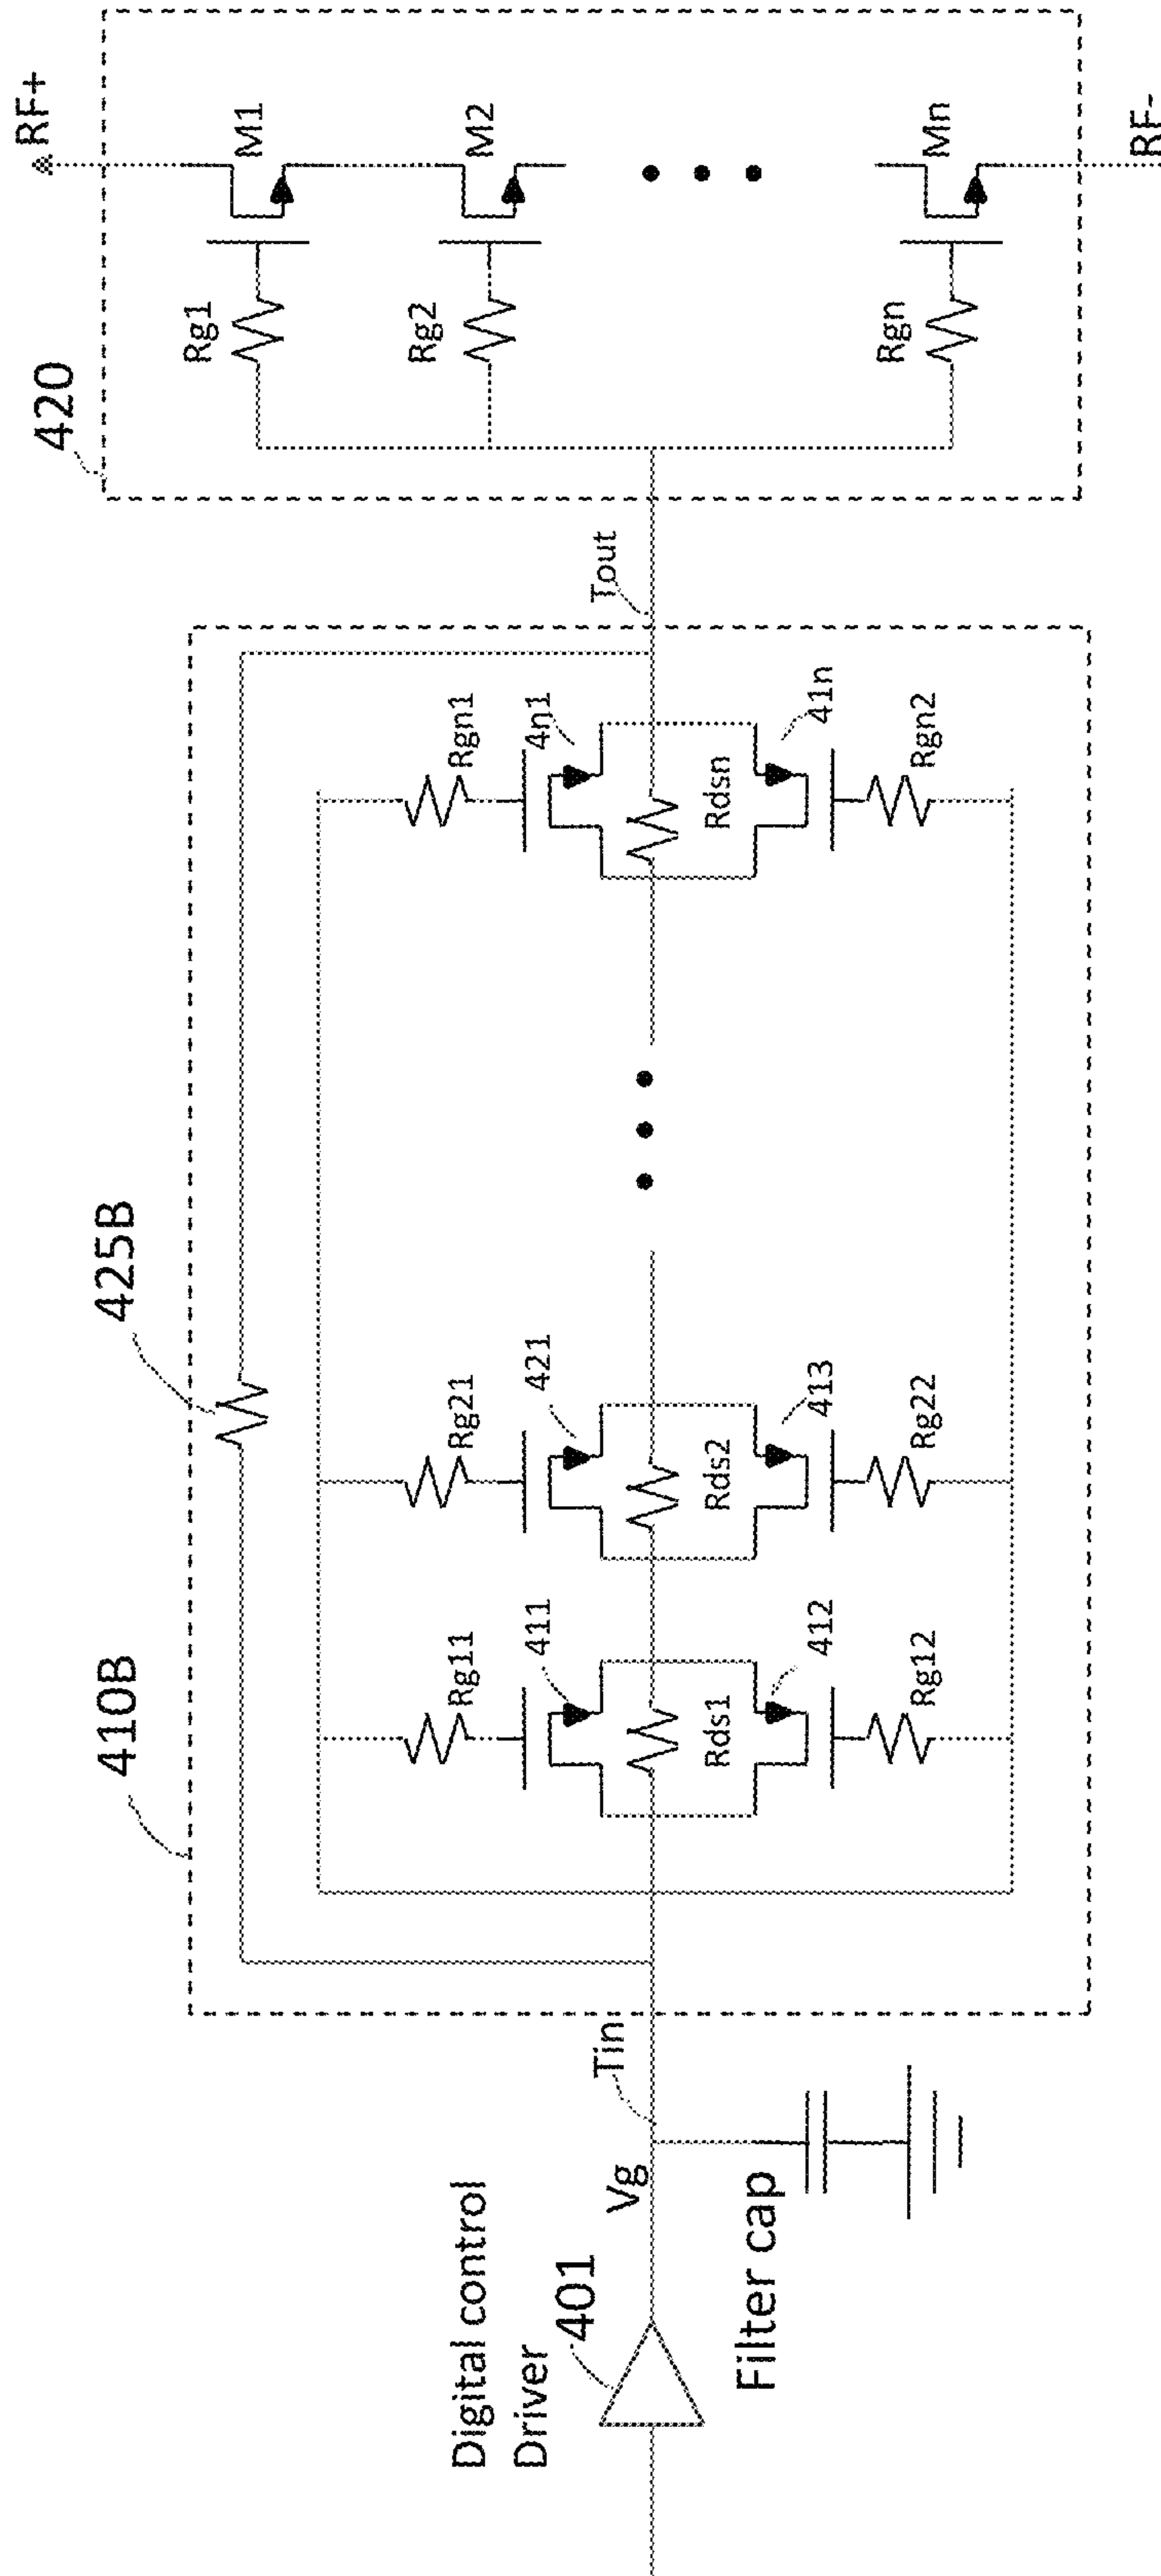 410B
425B
420
RF+
Rg11
Rg21
Rgn1
Rg1
M1
411
421
4n1
Rg2
M2
Digital control
Driver
401
Vg
Tin
Tout
Rds1
Rds2
Rdsn
412
413
41n
Rgn
Mn
Filter cap
Rg12
Rg22
Rgn2
RF-